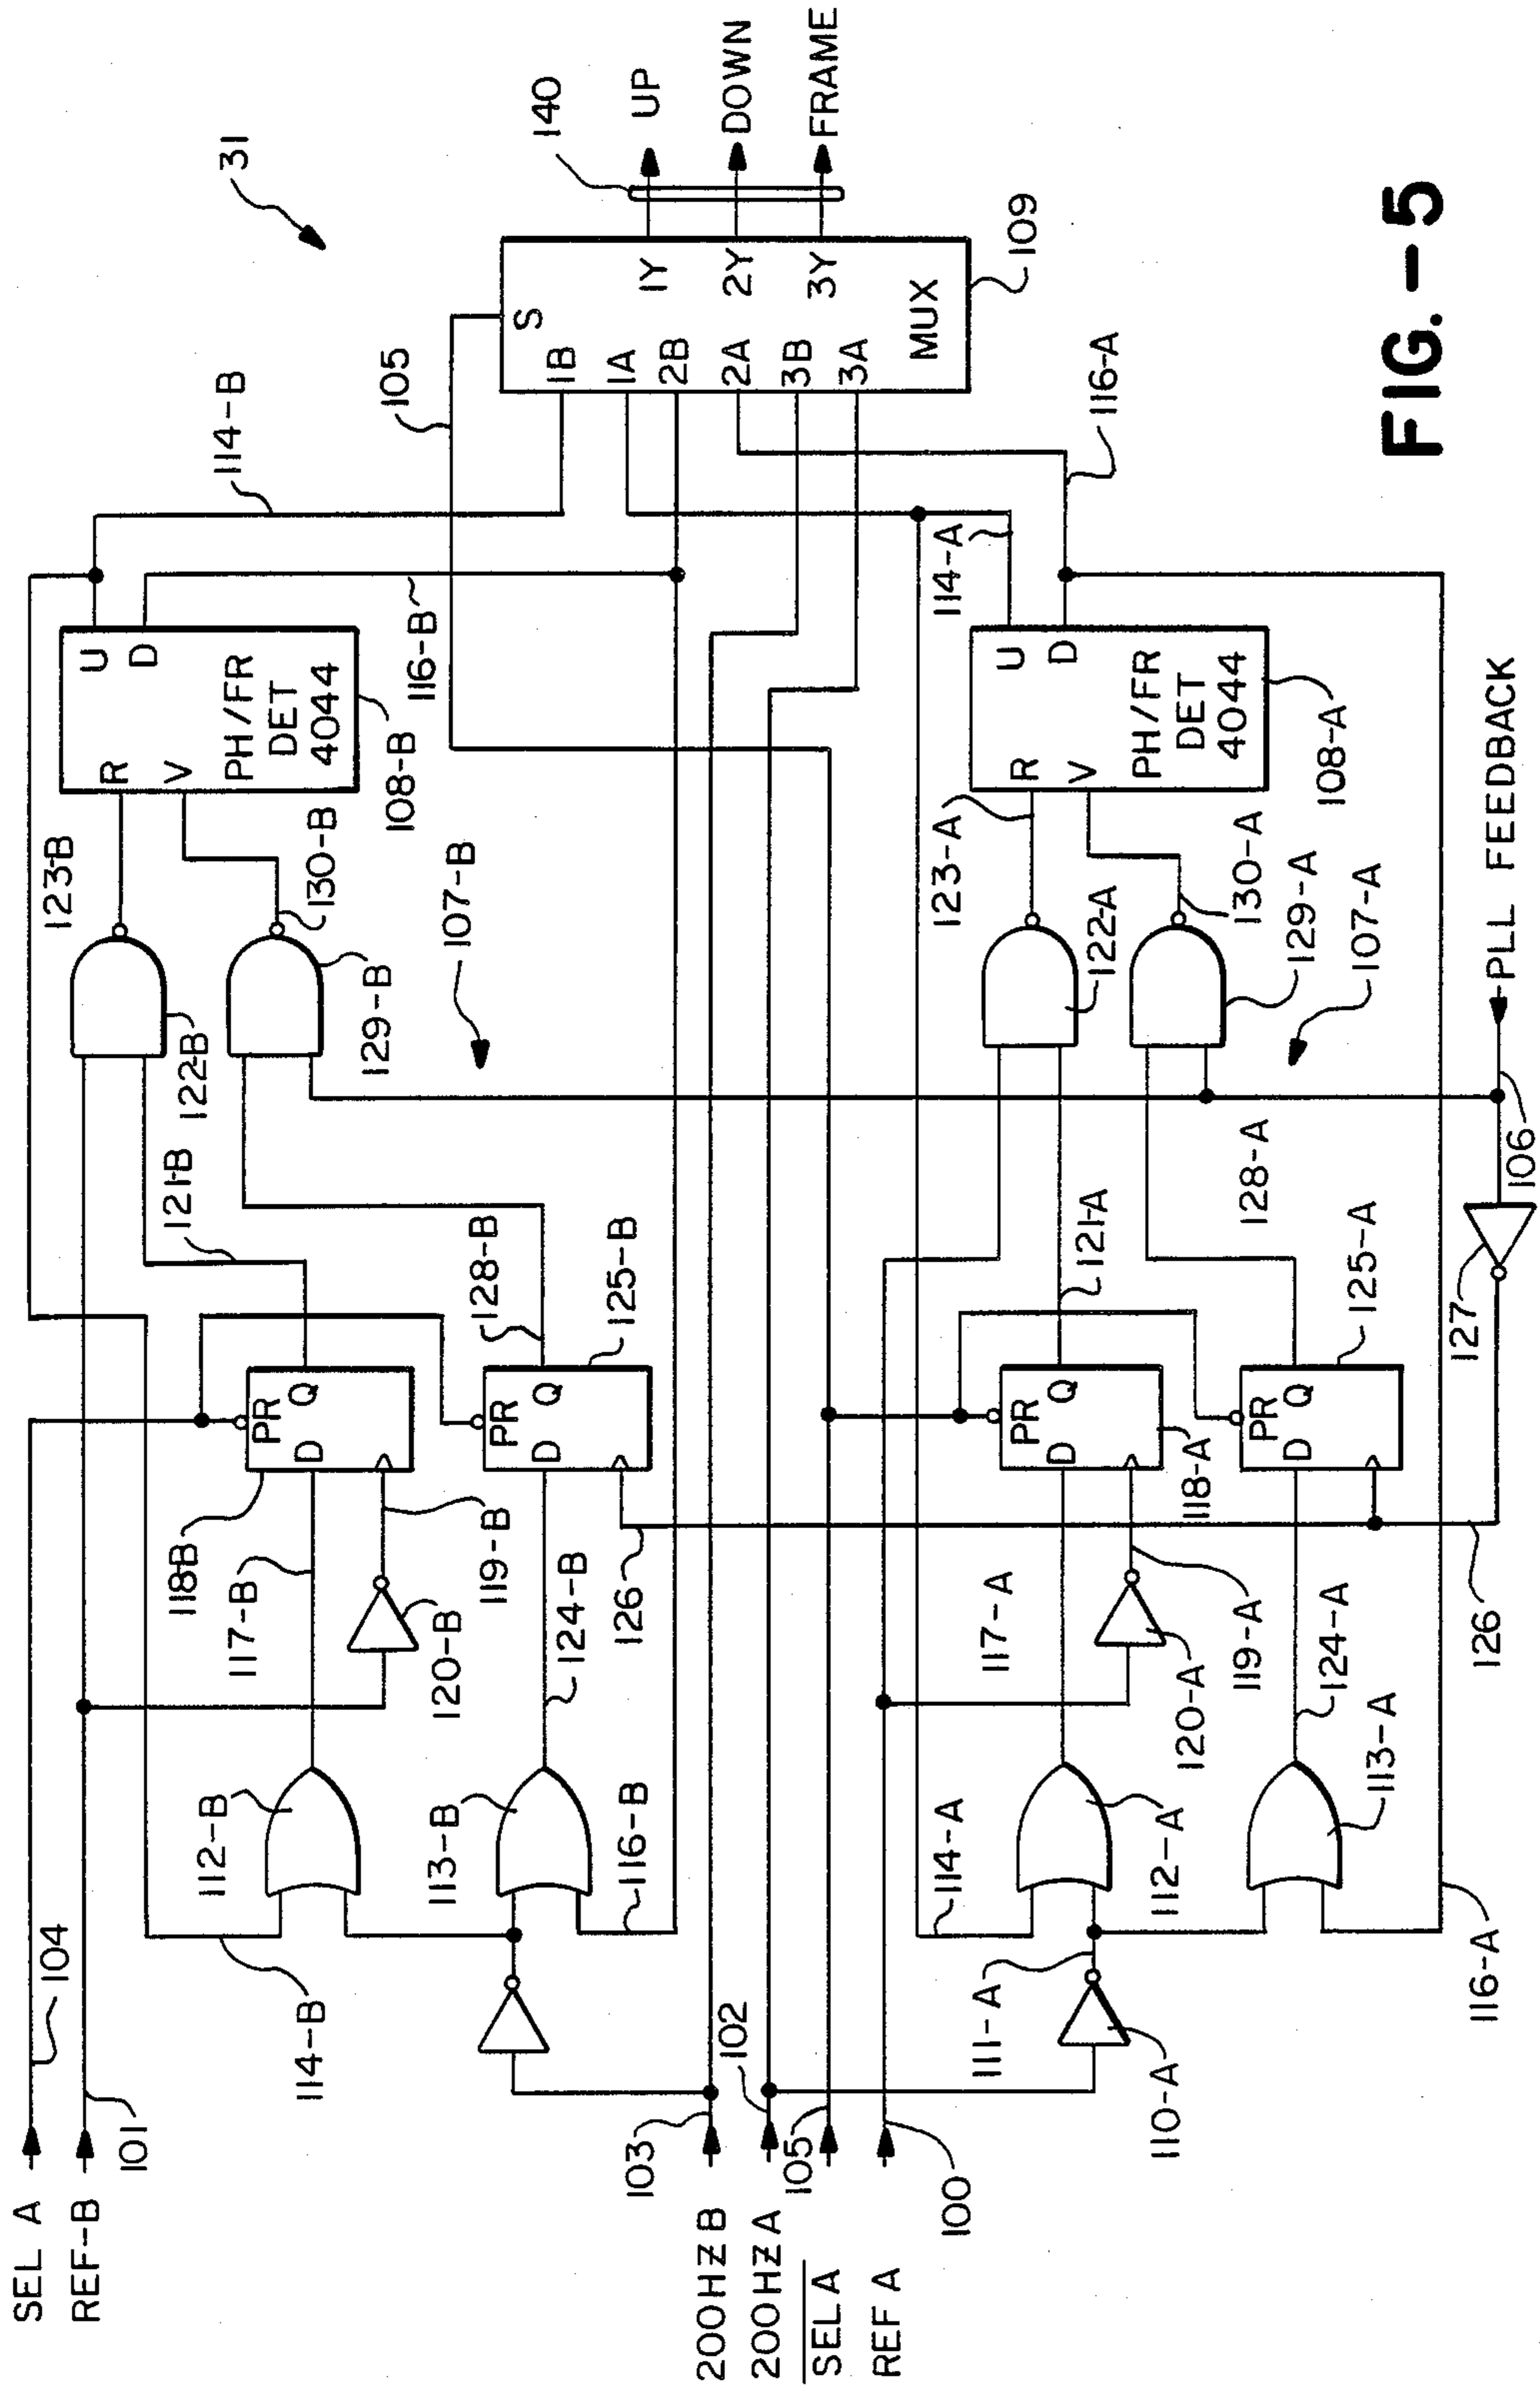 31
SEL A
104
REF-B
101
114-B
112-B
117-B
118-B
PR
D
Q
119-B
120-B
121-B
122-B
123-B
R
V
U
D
PH/FR
DET
4044
108-B
114-B
116-B
105
113-B
124-B
116-B
126
PR
D
Q
125-B
128-B
129-B
130-B
107-B
S
1B
1A
2B
2A
3B
3A
1Y
2Y
3Y
MUX
109
140
UP
DOWN
FRAME
103
200HZ B
102
200HZ A
105
SEL A
REF A
100
110-A
111-A
114-A
112-A
117-A
120-A
119-A
118-A
PR
D
Q
121-A
122-A
123-A
R
V
U
D
PH/FR
DET
4044
108-A
114-A
116-A
113-A
124-A
116-A
126
PR
D
Q
125-A
128-A
129-A
130-A
107-A
127
106
PLL FEEDBACK
FIG.-5